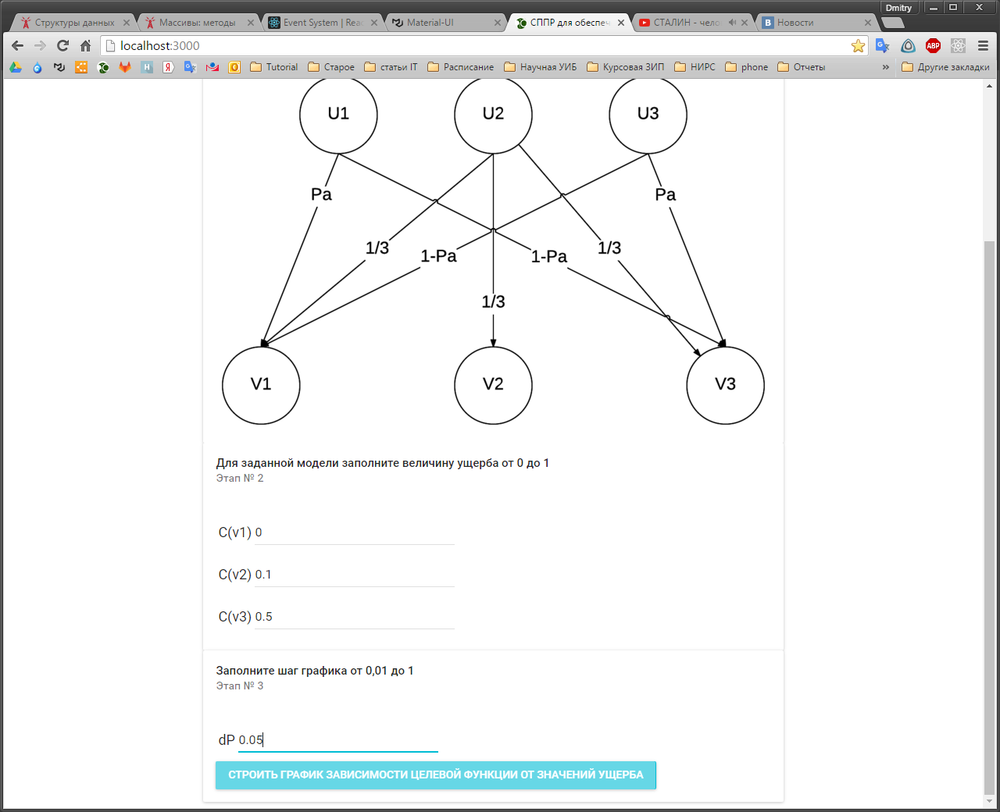 Dmitry
Структуры данных
Массивы: методы
Event System | Reac
Material-UI
СППР для обеспеч
СТАЛИН - чело
Новости
localhost:3000
Tutorial
Старое
статьи IT
Расписание
Научная УИБ
Курсовая ЗИП
НИРС
phone
Отчеты
»
Другие закладки
U1
U2
U3
Pa
Pa
1/3
1-Pa
1-Pa
1/3
1/3
V1
V2
V3
Для заданной модели заполните величину ущерба от 0 до 1
Этап № 2
C(v1) 0
C(v2) 0.1
C(v3) 0.5
Заполните шаг графика от 0,01 до 1
Этап № 3
dP 0.05
СТРОИТЬ ГРАФИК ЗАВИСИМОСТИ ЦЕЛЕВОЙ ФУНКЦИИ ОТ ЗНАЧЕНИЙ УЩЕРБА